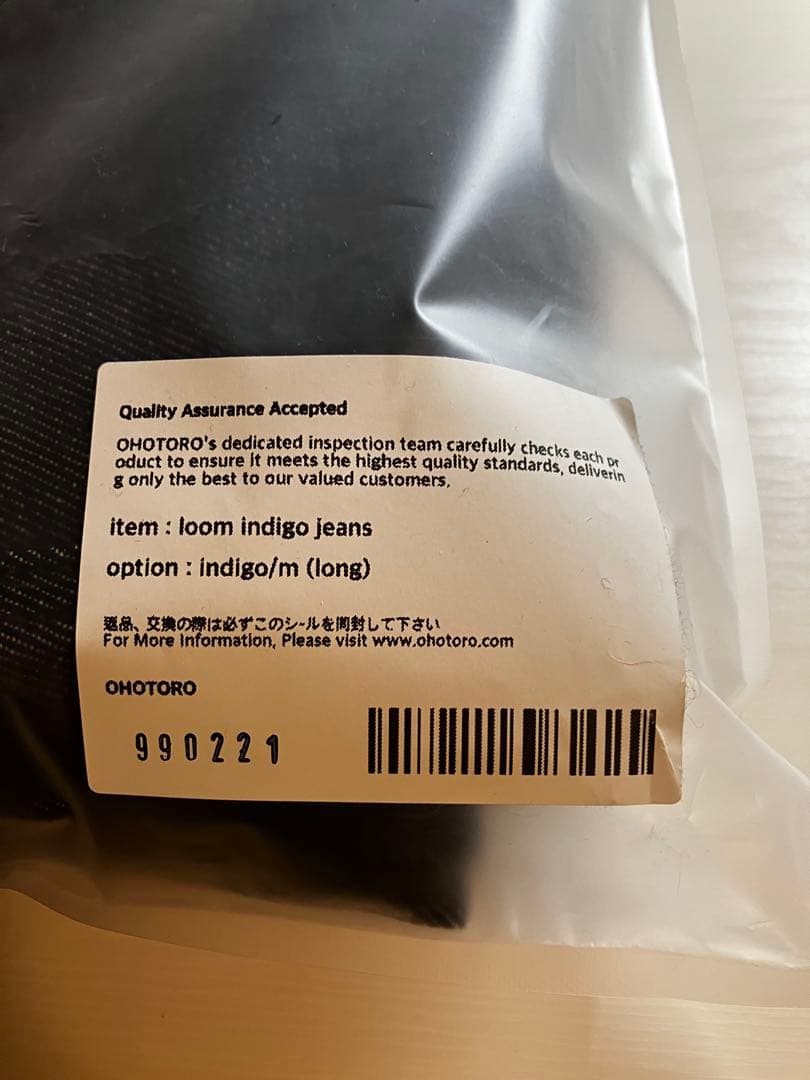 Quality Assurance Accepted
OHOTORO's dedicated inspection team carefully checks each pr
oduct to ensure it meets the highest quality standards, deliverin
g only the best to our valued customers.
item : loom indigo jeans
option : indigo/m (long)
返品、交換の際は必ずこのシールを同封して下さい
For More Information, Please visit www.ohotoro.com
OHOTORO
990221